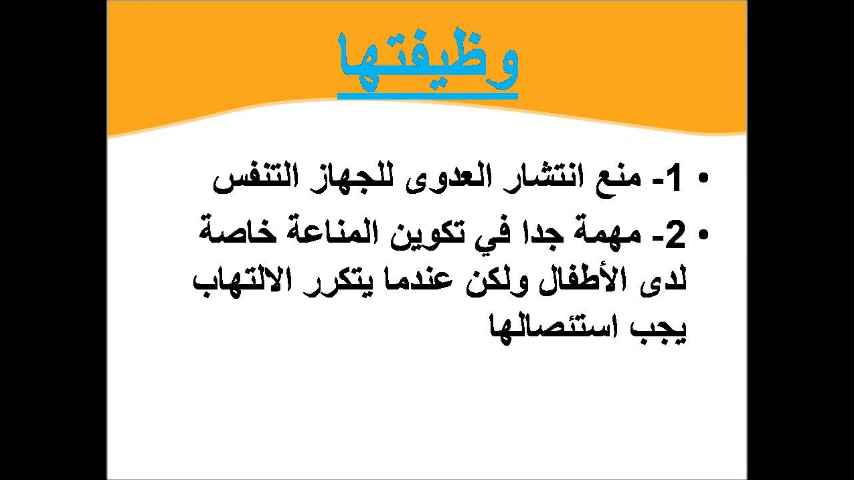 وظيفتها
• 1- منع انتشار العدوى للجهاز التنفس
• 2- مهمة جدا في تكوين المناعة خاصة
لدى الأطفال ولكن عندما يتكرر الالتهاب
يجب استئصالها